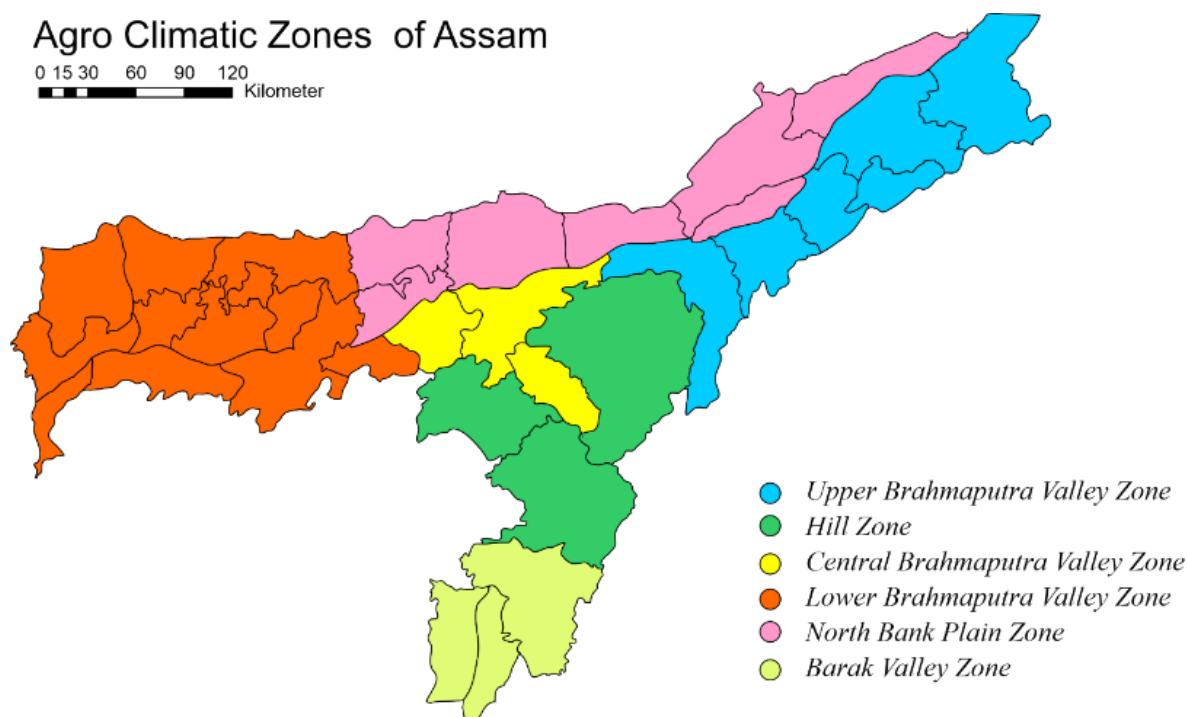 Agro Climatic Zones of Assam
0 15 30 60 90 120
Kilometer
Upper Brahmaputra Valley Zone
Hill Zone
Central Brahmaputra Valley Zone
Lower Brahmaputra Valley Zone
North Bank Plain Zone
Barak Valley Zone